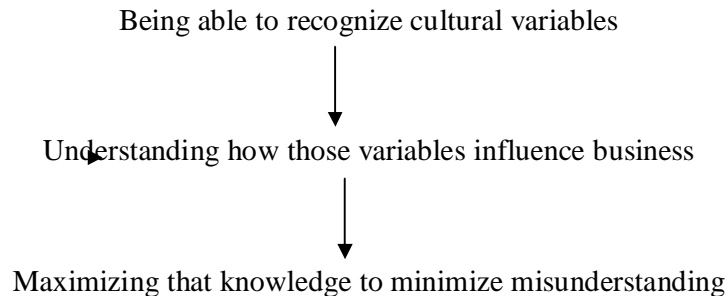 Being able to recognize cultural variables
Understanding how those variables influence business
Maximizing that knowledge to minimize misunderstanding